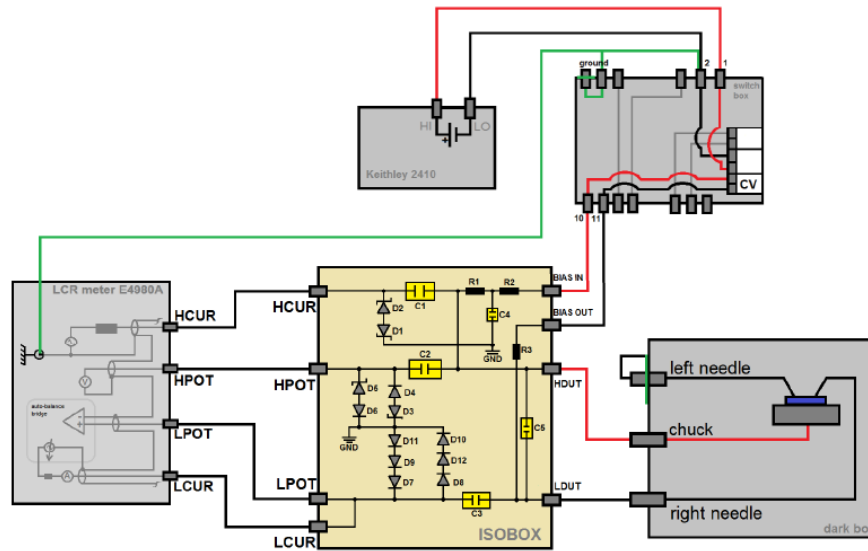 ground
2
1
switch
box
HI
LO
Keithley 2410
CV
10
11
LCR meter E4980A
HCUR
HPOT
LPOT
LCUR
auto-balance
bridge
V
A
HCUR
HPOT
LPOT
LCUR
C1
R1
R2
BIAS IN
D2
C4
BIAS OUT
D1
GND
R3
C2
HDUT
D5
D4
D6
D3
C5
GND
D11
D10
D9
D12
D7
D8
LDUT
C3
ISOBOX
left needle
chuck
right needle
dark bo